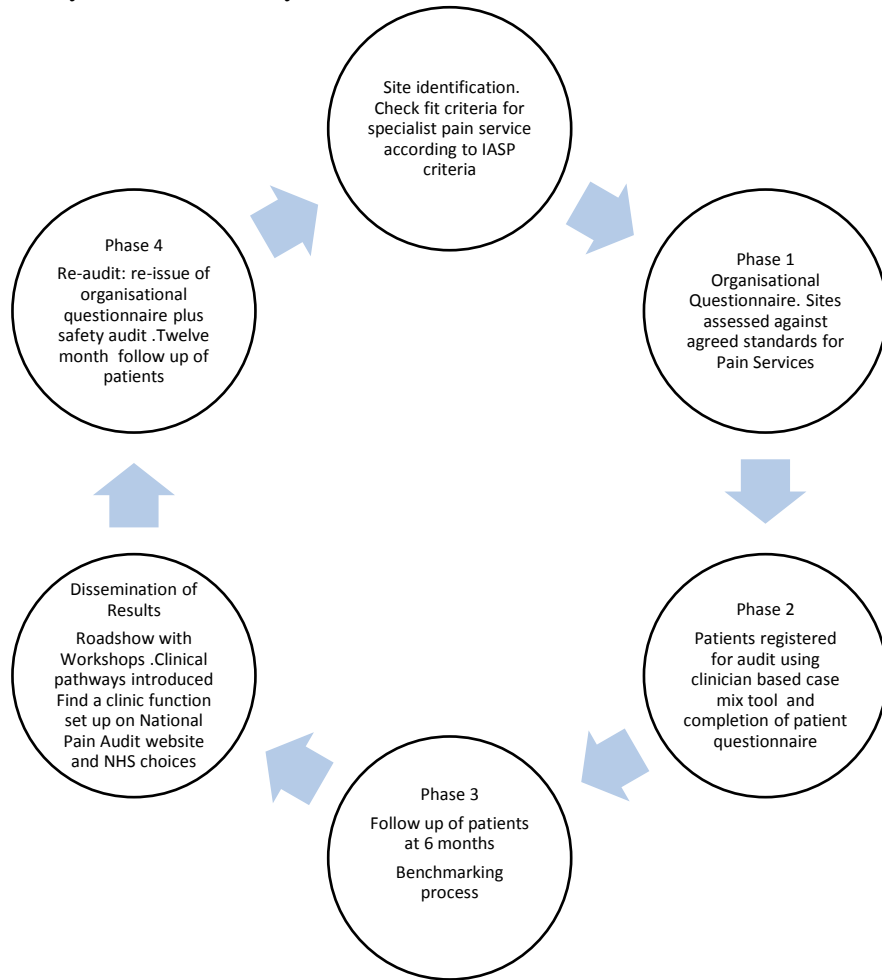 Site identification.
Check fit criteria for
specialist pain service
according to IASP
criteria
Phase 1
Organisational
Questionnaire. Sites
assessed against
agreed standards for
Pain Services
Phase 2
Patients registered
for audit using
clinician based case
mix tool and
completion of patient
questionnaire
Phase 3
Follow up of patients
at 6 months
Benchmarking
process
Dissemination of
Results
Roadshow with
Workshops .Clinical
pathways introduced
Find a clinic function
set up on National
Pain Audit website
and NHS choices
Phase 4
Re-audit: re-issue of
organisational
questionnaire plus
safety audit .Twelve
month follow up of
patients